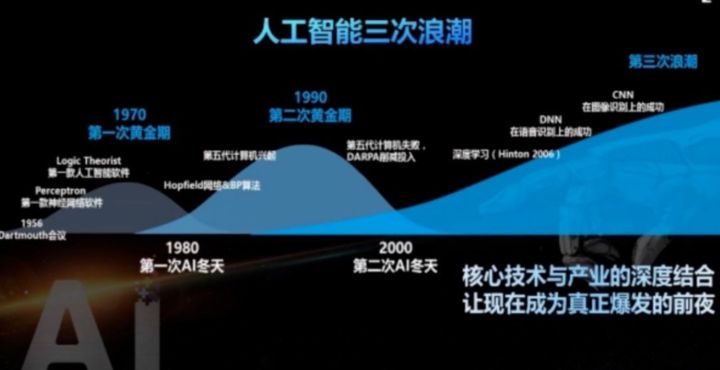 人工智能三次浪潮
第三次浪潮
1970
第一次黄金期
1990
第二次黄金期
CNN
在图像识别上的成功
DNN
在语音识别上的成功
Logic Theorist
第一款人工智能软件
第五代计算机兴起
第五代计算机失败，
DARPA削减投入
深度学习（Hinton 2006）
Perceptron
第一款神经网络软件
Hopfield网络&BP算法
1956
Dartmouth会议
1980
第一次AI冬天
2000
第二次AI冬天
核心技术与产业的深度结合
让现在成为真正爆发的前夜
AI